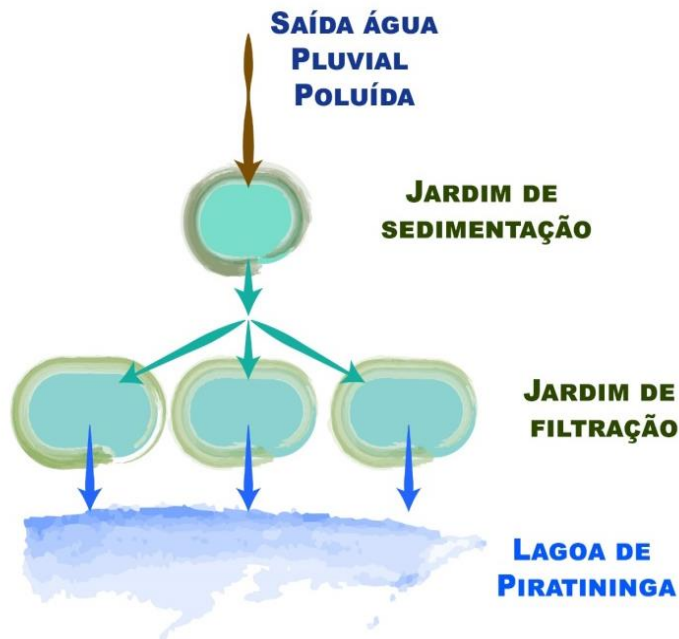 SAÍDA ÁGUA
PLUVIAL
POLUÍDA
JARDIM DE
SEDIMENTAÇÃO
JARDIM DE
FILTRAÇÃO
LAGOA DE
PIRATININGA